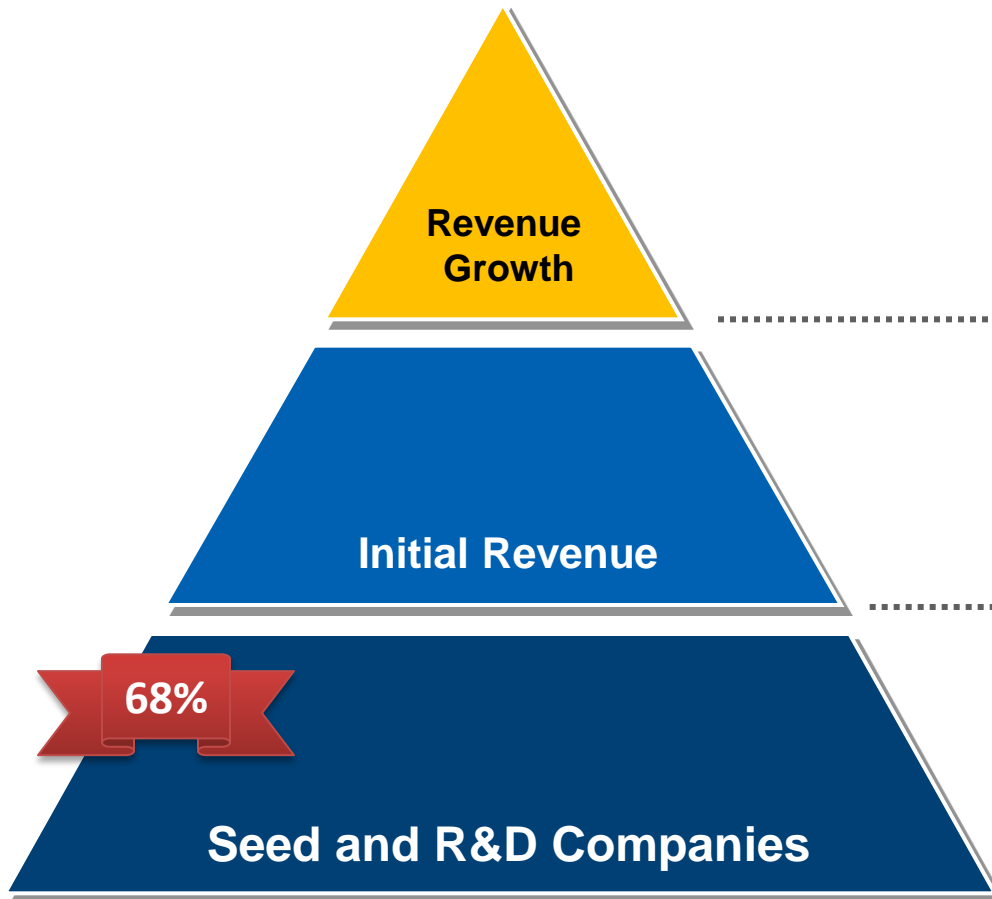 Revenue
Growth
Initial Revenue
68%
Seed and R&D Companies